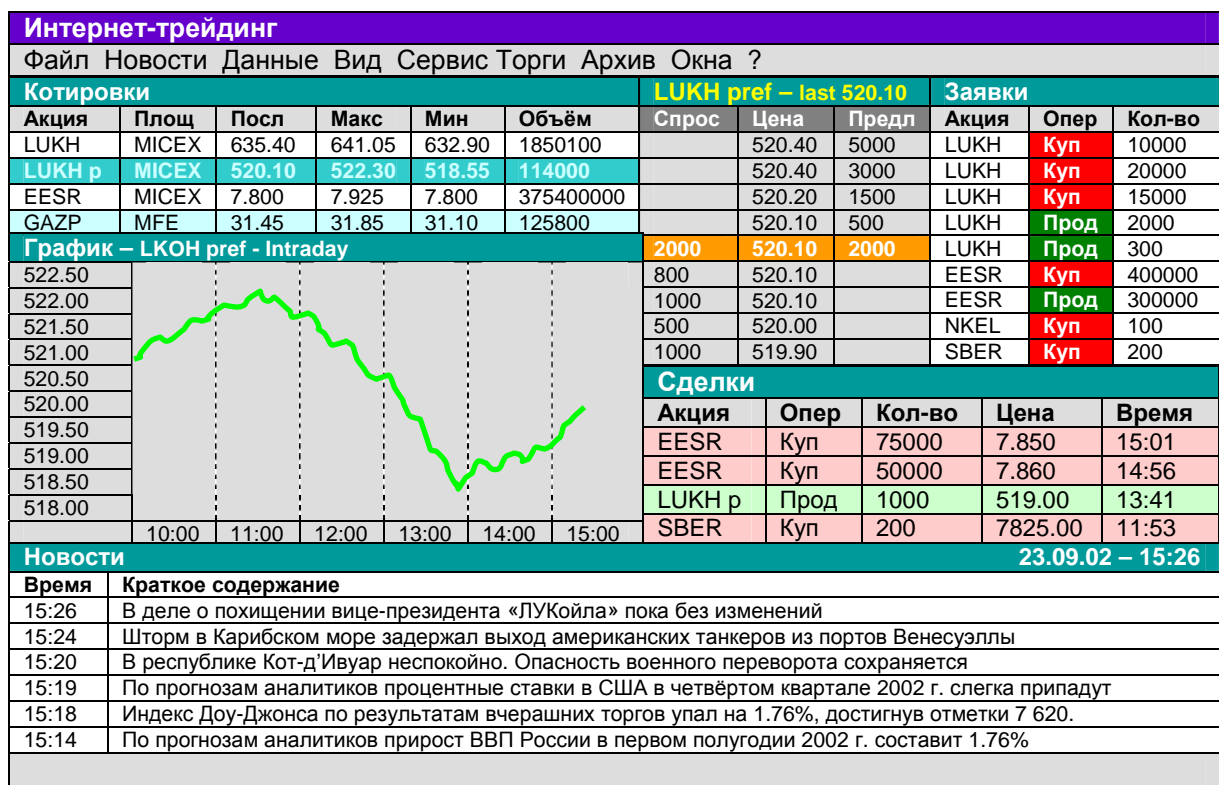 Интернет-трейдинг
Файл Новости Данные Вид Сервис Торги Архив Окна ?
Котировки
Акция Площ Посл Макс Мин Объём
LUKH MICEX 635.40 641.05 632.90 1850100
LUKH p MICEX 520.10 522.30 518.55 114000
EESR MICEX 7.800 7.925 7.800 375400000
GAZP MFE 31.45 31.85 31.10 125800
LUKH pref – last 520.10
Спрос Цена Предл
520.40 5000
520.40 3000
520.20 1500
520.10 500
2000 520.10 2000
800 520.10
1000 520.10
500 520.00
1000 519.90
Заявки
Акция Опер Кол-во
LUKH Куп 10000
LUKH Куп 20000
LUKH Куп 15000
LUKH Прод 2000
LUKH Прод 300
EESR Куп 400000
EESR Прод 300000
NKEL Куп 100
SBER Куп 200
График – LKOH pref - Intraday
522.50
522.00
521.50
521.00
520.50
520.00
519.50
519.00
518.50
518.00
10:00 11:00 12:00 13:00 14:00 15:00
Сделки
Акция Опер Кол-во Цена Время
EESR Куп 75000 7.850 15:01
EESR Куп 50000 7.860 14:56
LUKH p Прод 1000 519.00 13:41
SBER Куп 200 7825.00 11:53
Новости 23.09.02 – 15:26
Время Краткое содержание
15:26 В деле о похищении вице-президента «ЛУКойла» пока без изменений
15:24 Шторм в Карибском море задержал выход американских танкеров из портов Венесуэллы
15:20 В республике Кот-д’Ивуар неспокойно. Опасность военного переворота сохраняется
15:19 По прогнозам аналитиков процентные ставки в США в четвёртом квартале 2002 г. слегка припадут
15:18 Индекс Доу-Джонса по результатам вчерашних торгов упал на 1.76%, достигнув отметки 7 620.
15:14 По прогнозам аналитиков прирост ВВП России в первом полугодии 2002 г. составит 1.76%